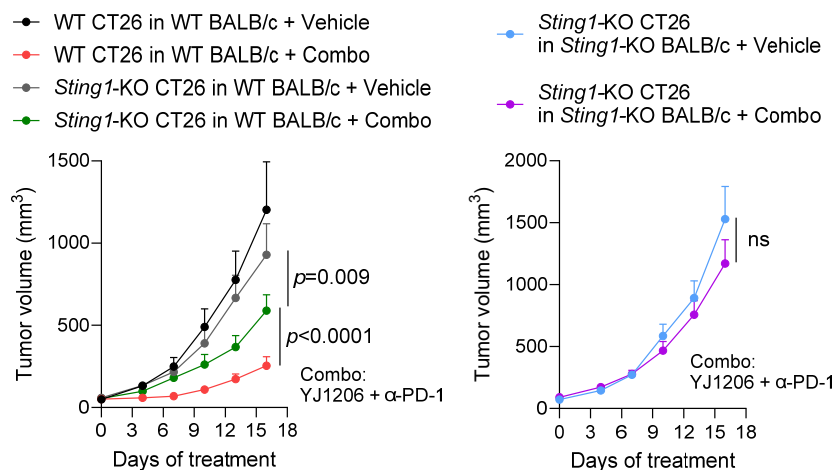 WT CT26 in WT BALB/c + Vehicle
WT CT26 in WT BALB/c + Combo
Sting1-KO CT26 in WT BALB/c + Vehicle
Sting1-KO CT26 in WT BALB/c + Combo
Sting1-KO CT26
in Sting1-KO BALB/c + Vehicle
Sting1-KO CT26
in Sting1-KO BALB/c + Combo
Tumor volume (mm³)
1500
1000
500
0
0 3 6 9 12 15 18
Days of treatment
p=0.009
p<0.0001
Combo:
YJ1206 + α-PD-1
Tumor volume (mm³)
2000
1500
1000
500
0
0 3 6 9 12 15 18
Days of treatment
ns
Combo:
YJ1206 + α-PD-1